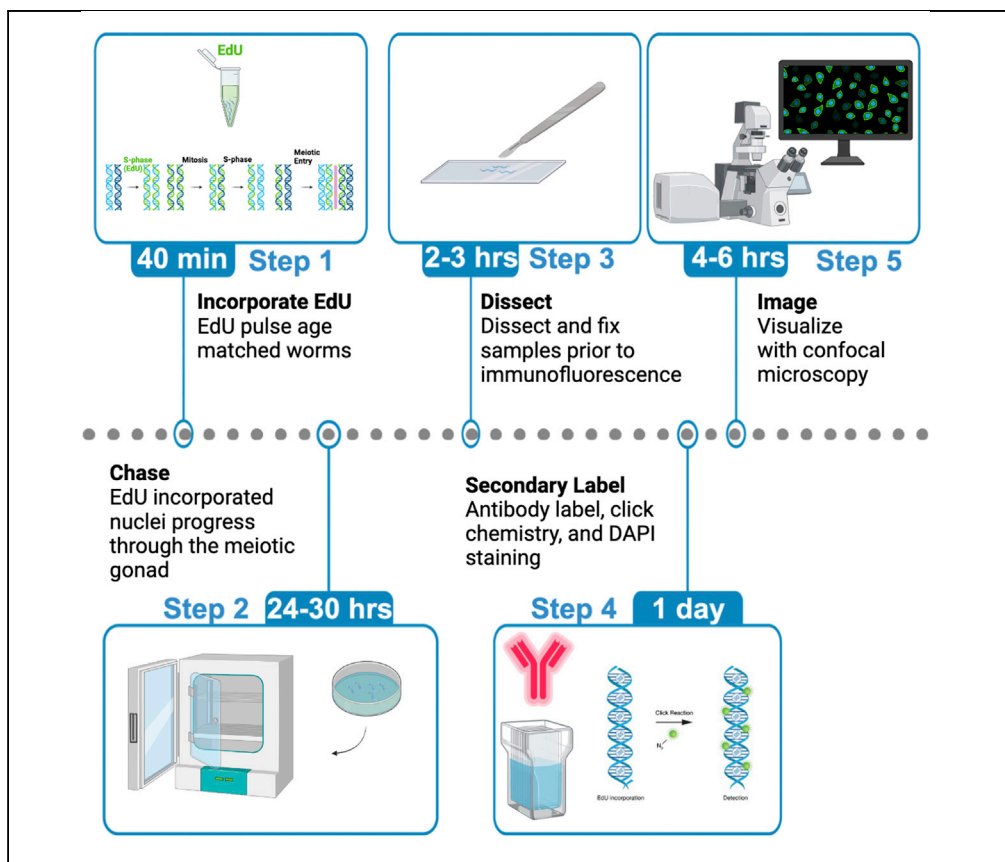 EdU
S-phase
(EdU)
Mitosis
S-phase
Meiotic
Entry
40 min
Step 1
Incorporate EdU
EdU pulse age
matched worms
2-3 hrs
Step 3
Dissect
Dissect and fix
samples prior to
immunofluorescence
4-6 hrs
Step 5
Image
Visualize
with confocal
microscopy
Chase
EdU incorporated
nuclei progress
through the meiotic
gonad
Step 2
24-30 hrs
Secondary Label
Antibody label, click
chemistry, and DAPI
staining
Step 4
1 day
Click Reaction
N₃
EdU incorporation
Detection